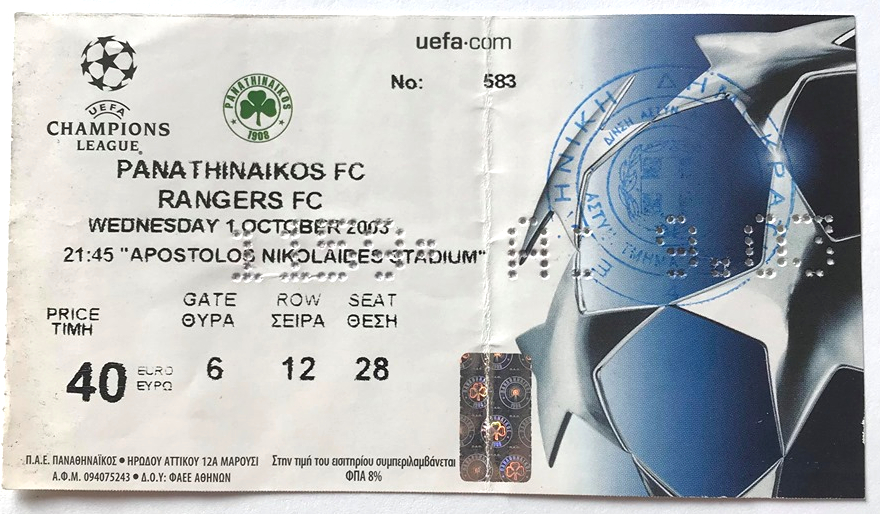 uefa.com
No: 583
UEFA
CHAMPIONS
LEAGUE
PANATHINAIKOS
1908
PANATHINAIKOS FC
RANGERS FC
WEDNESDAY 1 OCTOBER 2003
21:45 "APOSTOLOS NIKOLAIDES STADIUM"
PRICE
ΤΙΜΗ
GATE ROW SEAT
ΘΥΡΑ ΣΕΙΡΑ ΘΕΣΗ
40 EURO
ΕΥΡΩ
6 12 28
Π.Α.Ε. ΠΑΝΑΘΗΝΑΪΚΟΣ • ΗΡΩΔΟΥ ΑΤΤΙΚΟΥ 12Α ΜΑΡΟΥΣΙ
Α.Φ.Μ. 094075243 • Δ.Ο.Υ: ΦΑΕΕ ΑΘΗΝΩΝ
Στην τιμή του εισιτηρίου συμπεριλαμβάνεται
ΦΠΑ 8%